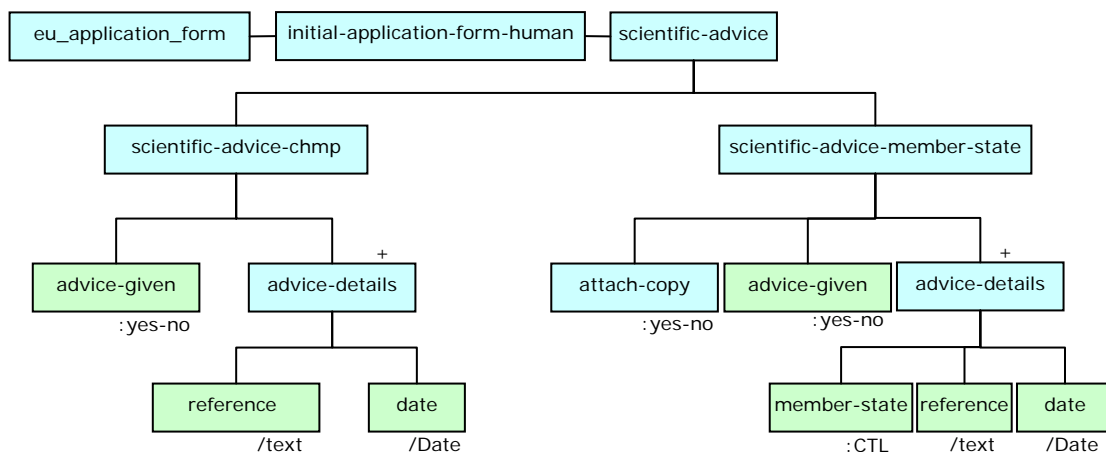 eu_application_form
initial-application-form-human
scientific-advice
scientific-advice-chmp
scientific-advice-member-state
+
+
advice-given
advice-details
attach-copy
advice-given
advice-details
:yes-no
:yes-no
:yes-no
reference
date
member-state
reference
date
/text
/Date
:CTL
/text
/Date